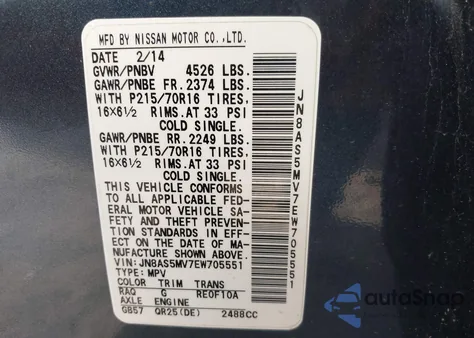 MFD BY NISSAN MOTOR CO.,LTD.
DATE 2/14
GVWR/PNBV 4526 LBS.
GAWR/PNBE FR. 2374 LBS.
WITH P215/70R16 TIRES,
16X6½ RIMS.AT 33 PSI
COLD SINGLE.
GAWR/PNBE RR. 2249 LBS.
WITH P215/70R16 TIRES,
16X6½ RIMS.AT 33 PSI
COLD SINGLE.
THIS VEHICLE CONFORMS
TO ALL APPLICABLE FED-
ERAL MOTOR VEHICLE SA-
FETY AND THEFT PREVEN-
TION STANDARDS IN EFF-
ECT ON THE DATE OF MA-
NUFACTURE SHOWN ABOVE.
VIN: JN8AS5MV7EW705551
TYPE: MPV
COLOR TRIM TRANS
RAQ G RE0F10A
AXLE ENGINE
GB57 QR25(DE) 2488CC
JN8AS5MV7EW705551
autoSnap